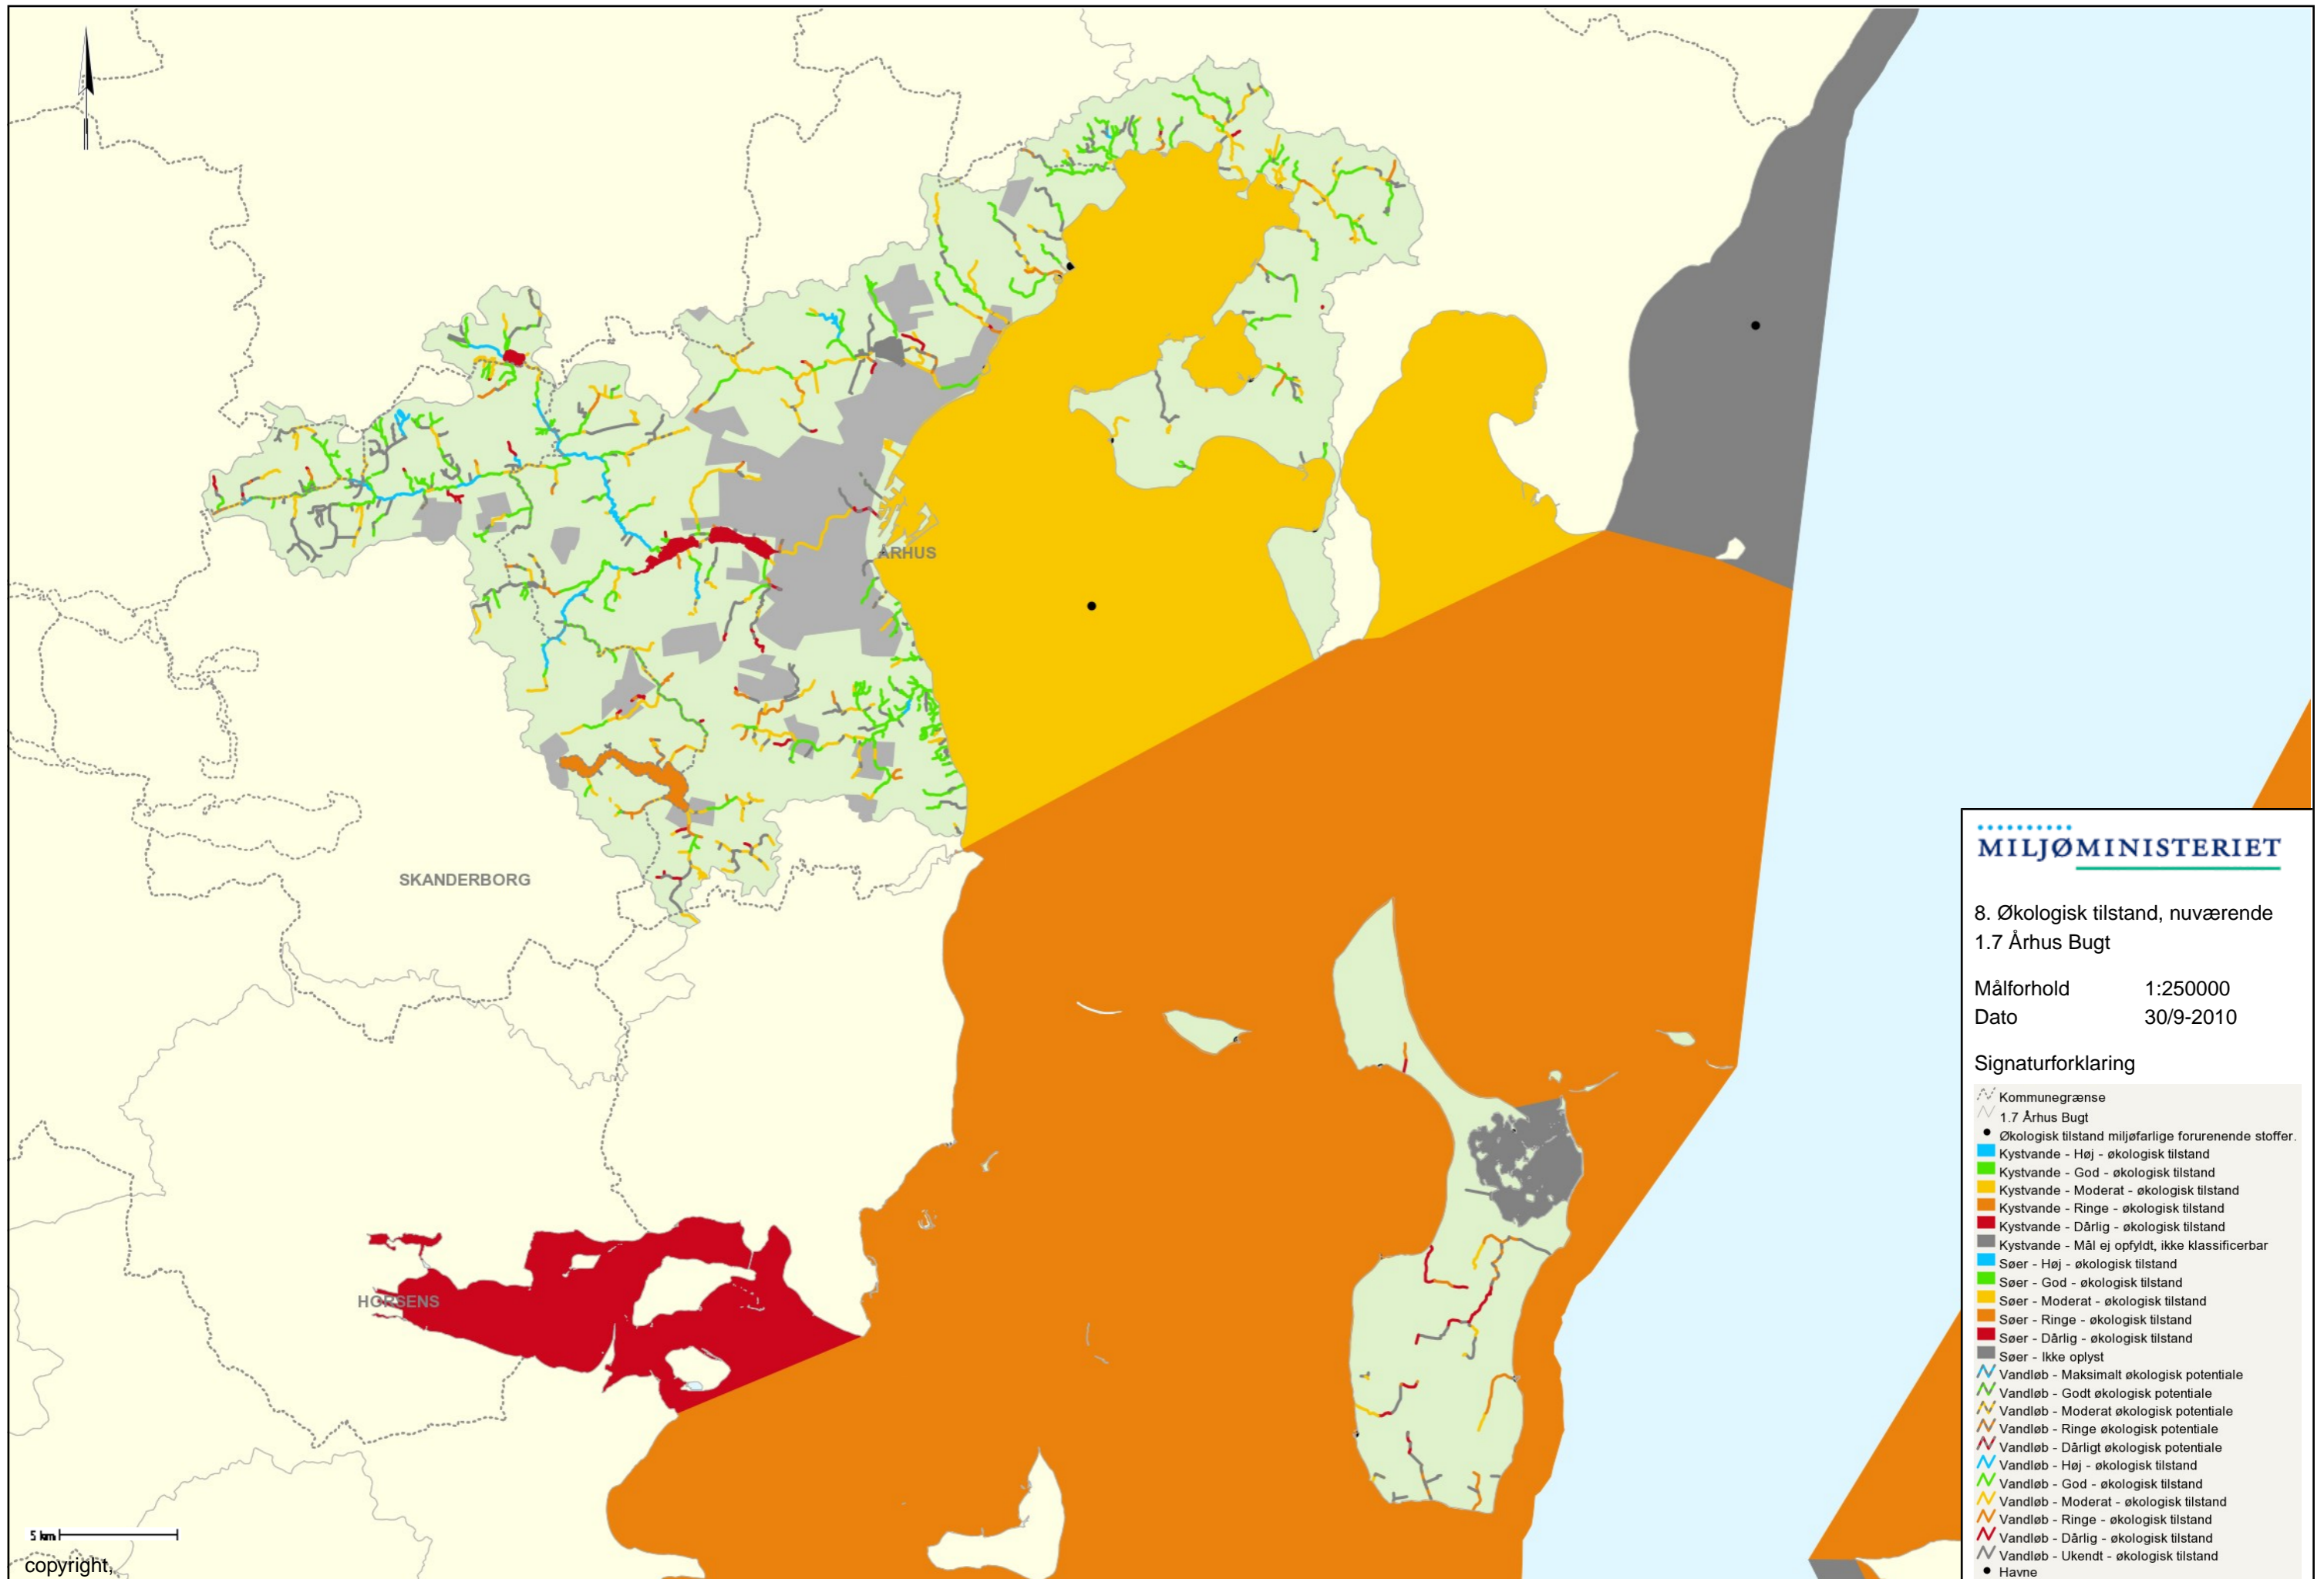 ÅRHUS
SKANDERBORG
HORSENS
5 km
copyright,
MILJØMINISTERIET
8. Økologisk tilstand, nuværende
1.7 Århus Bugt
Målforhold 1:250000
Dato 30/9-2010
Signaturforklaring
Kommunegrænse
1.7 Århus Bugt
Økologisk tilstand miljøfarlige forurenende stoffer.
Kystvande - Høj - økologisk tilstand
Kystvande - God - økologisk tilstand
Kystvande - Moderat - økologisk tilstand
Kystvande - Ringe - økologisk tilstand
Kystvande - Dårlig - økologisk tilstand
Kystvande - Mål ej opfyldt, ikke klassificerbar
Søer - Høj - økologisk tilstand
Søer - God - økologisk tilstand
Søer - Moderat - økologisk tilstand
Søer - Ringe - økologisk tilstand
Søer - Dårlig - økologisk tilstand
Søer - Ikke oplyst
Vandløb - Maksimalt økologisk potentiale
Vandløb - Godt økologisk potentiale
Vandløb - Moderat økologisk potentiale
Vandløb - Ringe økologisk potentiale
Vandløb - Dårligt økologisk potentiale
Vandløb - Høj - økologisk tilstand
Vandløb - God - økologisk tilstand
Vandløb - Moderat - økologisk tilstand
Vandløb - Ringe - økologisk tilstand
Vandløb - Dårlig - økologisk tilstand
Vandløb - Ukendt - økologisk tilstand
Havne